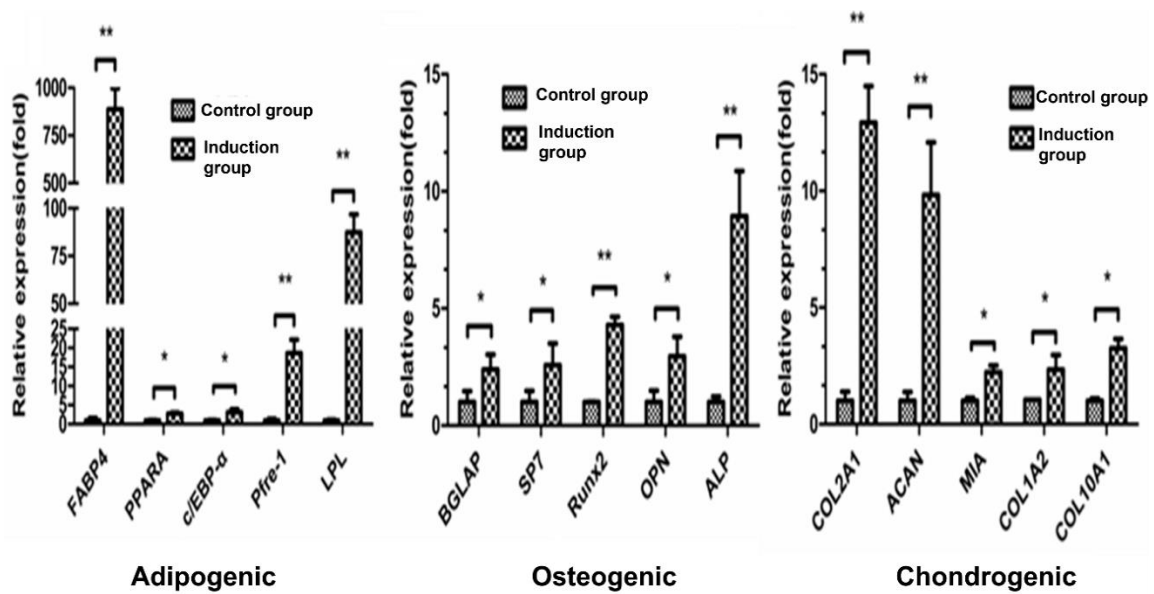 **
**
*
*
**
Relative expression(fold)
1000
750
500
100
75
50
25
20
15
10
5
0
Control group
Induction
group
FABP4
PPARA
c/EBP-α
Pfre-1
LPL
Adipogenic
*
*
**
*
**
Relative expression(fold)
15
10
5
0
Control group
Induction
group
BGLAP
SP7
Runx2
OPN
ALP
Osteogenic
**
**
*
*
*
Relative expression(fold)
15
10
5
0
Control group
Induction
group
COL2A1
ACAN
MIA
COL1A2
COL10A1
Chondrogenic